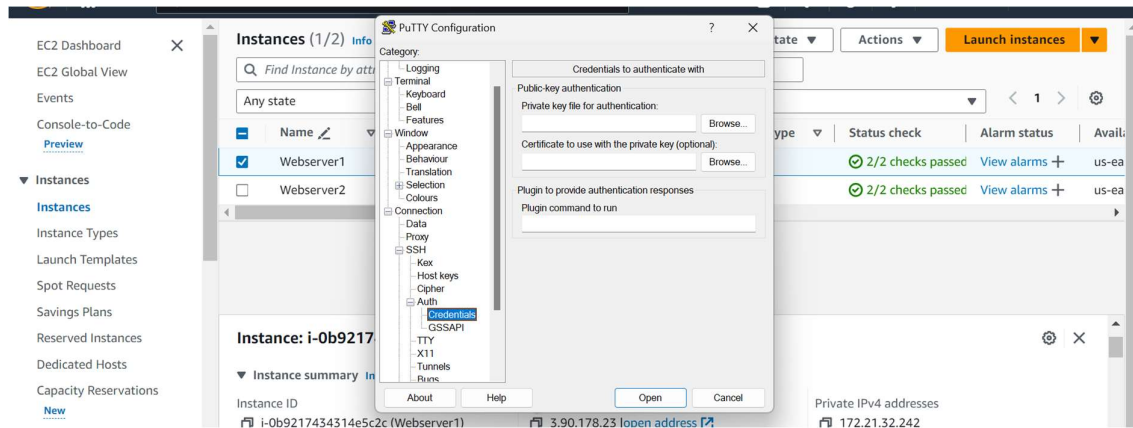 EC2 Dashboard
EC2 Global View
Events
Console-to-Code
Preview
Instances
Instances
Instance Types
Launch Templates
Spot Requests
Savings Plans
Reserved Instances
Dedicated Hosts
Capacity Reservations
New
Instances (1/2) Info
Actions
Launch instances
Find Instance by
Any state
1
Name
Status check
Alarm status
Webserver1
2/2 checks passed
View alarms
us-ea
Webserver2
2/2 checks passed
View alarms
us-ea
Instance: i-0b9217
Instance summary
Instance ID
i-0b9217434314e5c2c (Webserver1)
3.90.178.23 |open address
Private IPv4 addresses
172.21.32.242
PuTTY Configuration
?
Category:
Logging
Terminal
Keyboard
Bell
Features
Window
Appearance
Behaviour
Translation
Selection
Colours
Connection
Data
Proxy
SSH
Kex
Host keys
Cipher
Auth
Credentials
GSSAPI
TTY
X11
Tunnels
Bugs
Credentials to authenticate with
Public-key authentication
Private key file for authentication:
Browse...
Certificate to use with the private key (optional):
Browse...
Plugin to provide authentication responses
Plugin command to run
About
Help
Open
Cancel